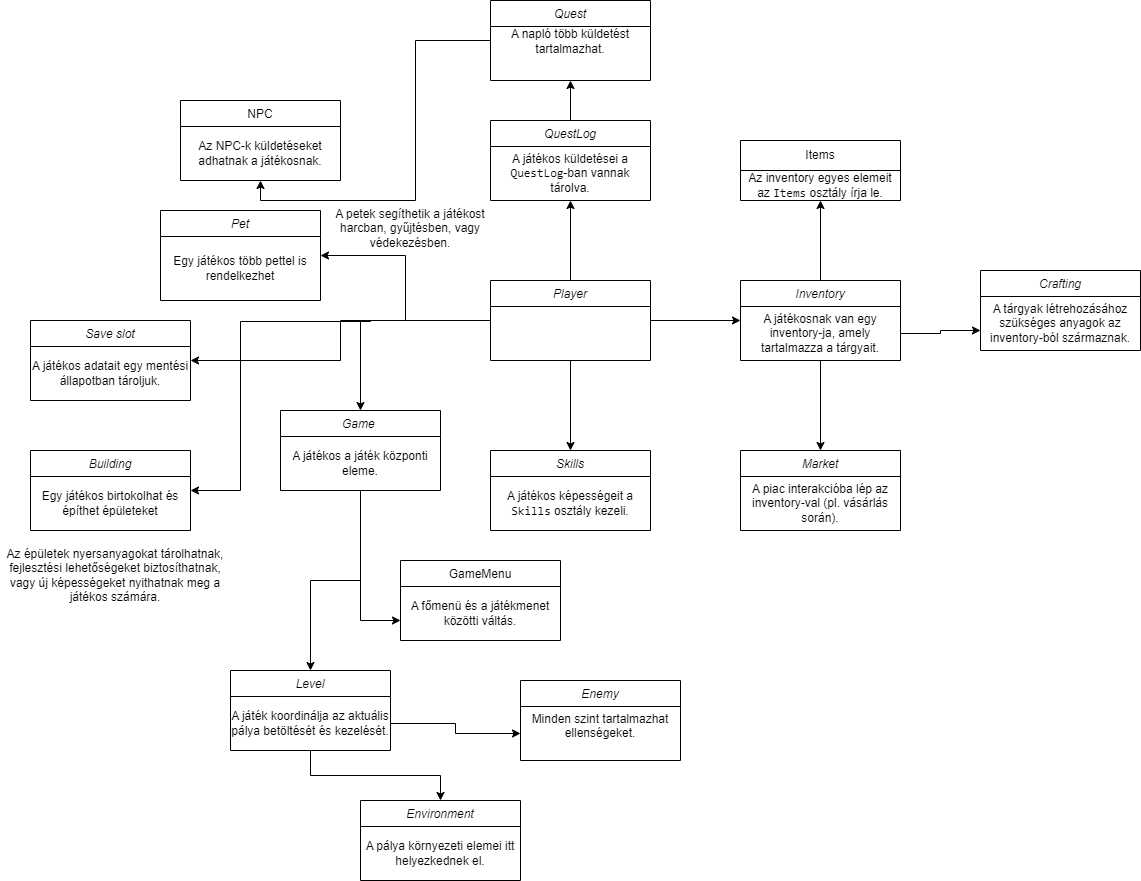 Quest
A napló több küldetést
tartalmazhat.
NPC
Az NPC-k küldetéseket
adhatnak a játékosnak.
QuestLog
A játékos küldetései a
QuestLog-ban vannak
tárolva.
Items
Az inventory egyes elemeit
az Items osztály írja le.
A petek segíthetik a játékost
harcban, gyűjtésben, vagy
védekezésben.
Pet
Egy játékos több pettel is
rendelkezhet
Player
Inventory
A játékosnak van egy
inventory-ja, amely
tartalmazza a tárgyait.
Crafting
A tárgyak létrehozásához
szükséges anyagok az
inventory-ból származnak.
Save slot
A játékos adatait egy mentési
állapotban tároljuk.
Game
A játékos a játék központi
eleme.
Building
Egy játékos birtokolhat és
építhet épületeket
Skills
A játékos képességeit a
Skills osztály kezeli.
Market
A piac interakcióba lép az
inventory-val (pl. vásárlás
során).
Az épületek nyersanyagokat tárolhatnak,
fejlesztési lehetőségeket biztosíthatnak,
vagy új képességeket nyithatnak meg a
játékos számára.
GameMenu
A főmenü és a játékmenet
közötti váltás.
Level
A játék koordinálja az aktuális
pálya betöltését és kezelését.
Enemy
Minden szint tartalmazhat
ellenségeket.
Environment
A pálya környezeti elemei itt
helyezkednek el.